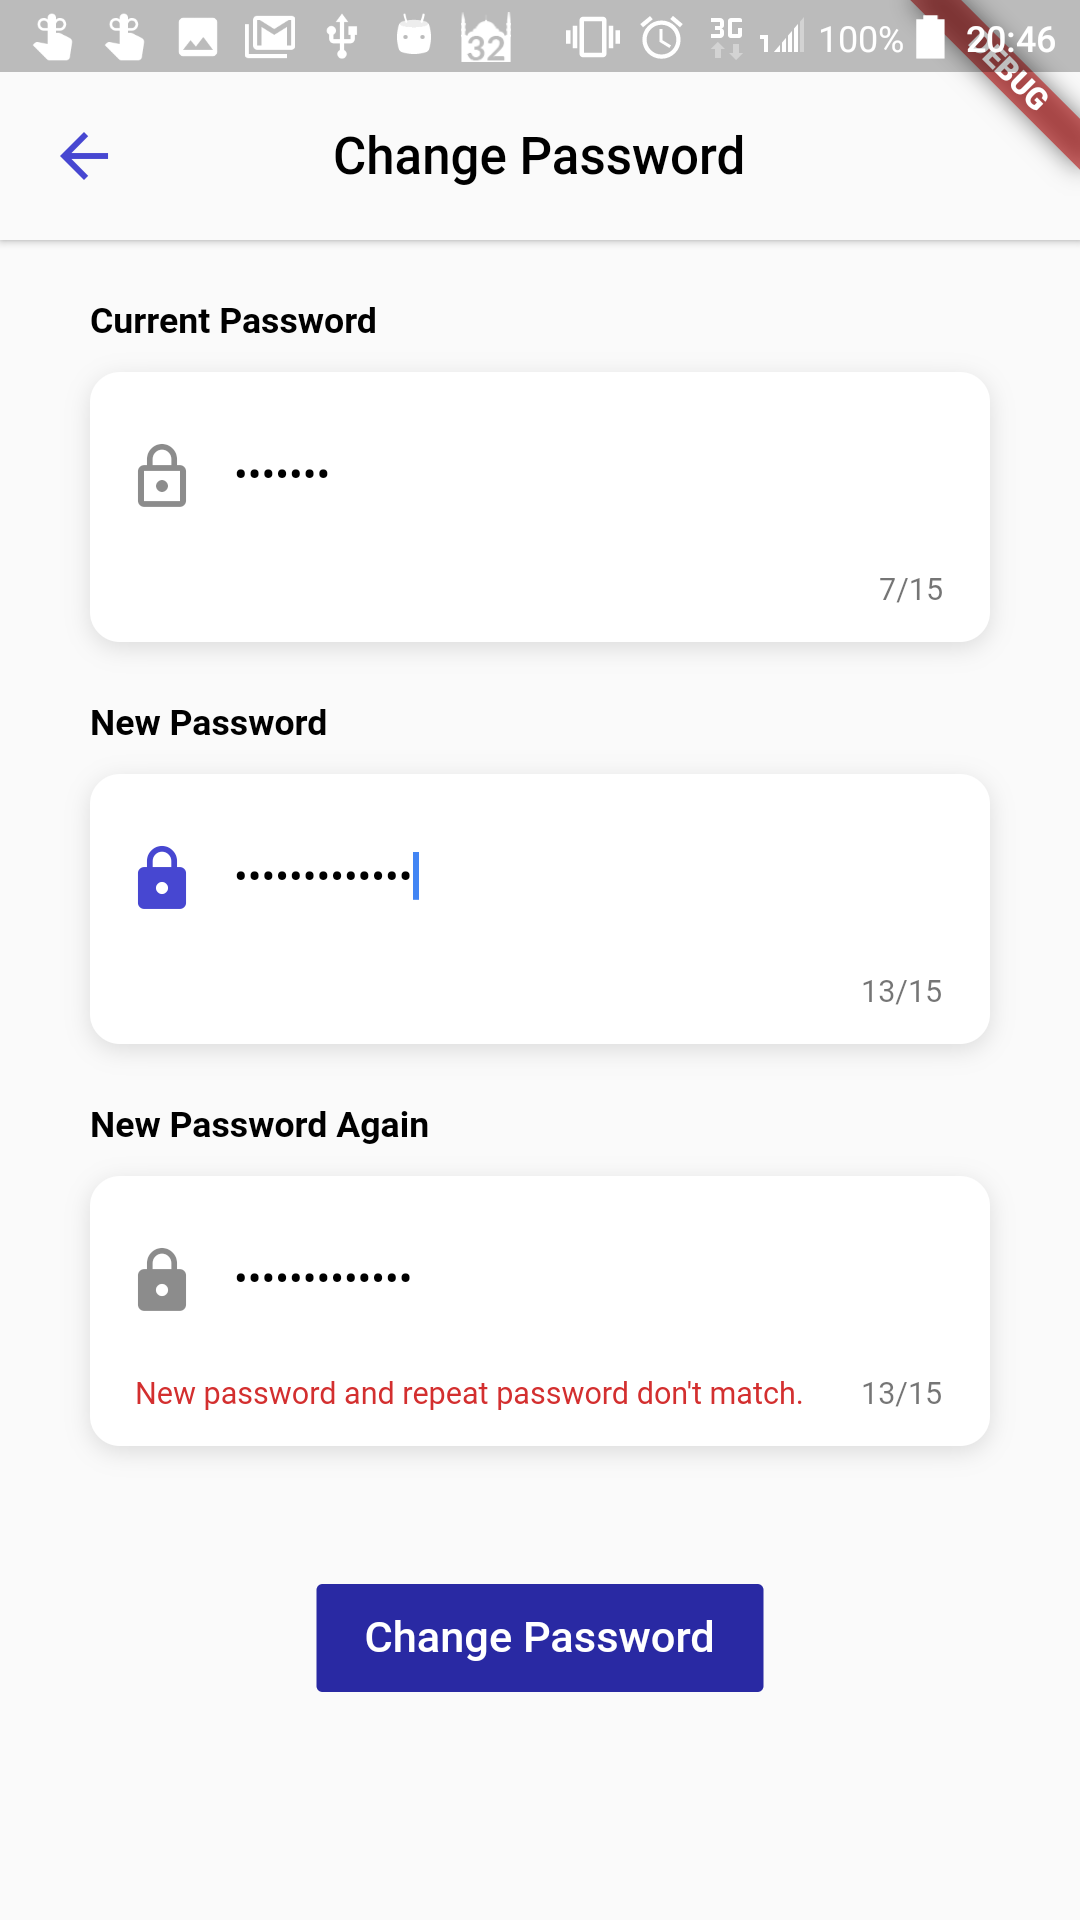 32 3G 1 100% 20:46
DEBUG
Change Password
Current Password
•••••••
7/15
New Password
•••••••••••••
13/15
New Password Again
•••••••••••••
New password and repeat password don't match. 13/15
Change Password